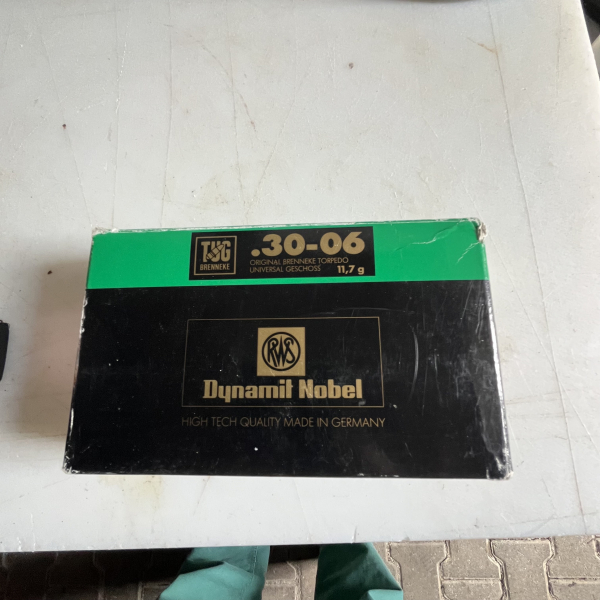 TUG
BRENNEKE
.30-06
ORIGINAL BRENNEKE TORPEDO
UNIVERSAL GESCHOSS 11,7 g
RWS
Dynamit Nobel
HIGH TECH QUALITY MADE IN GERMANY